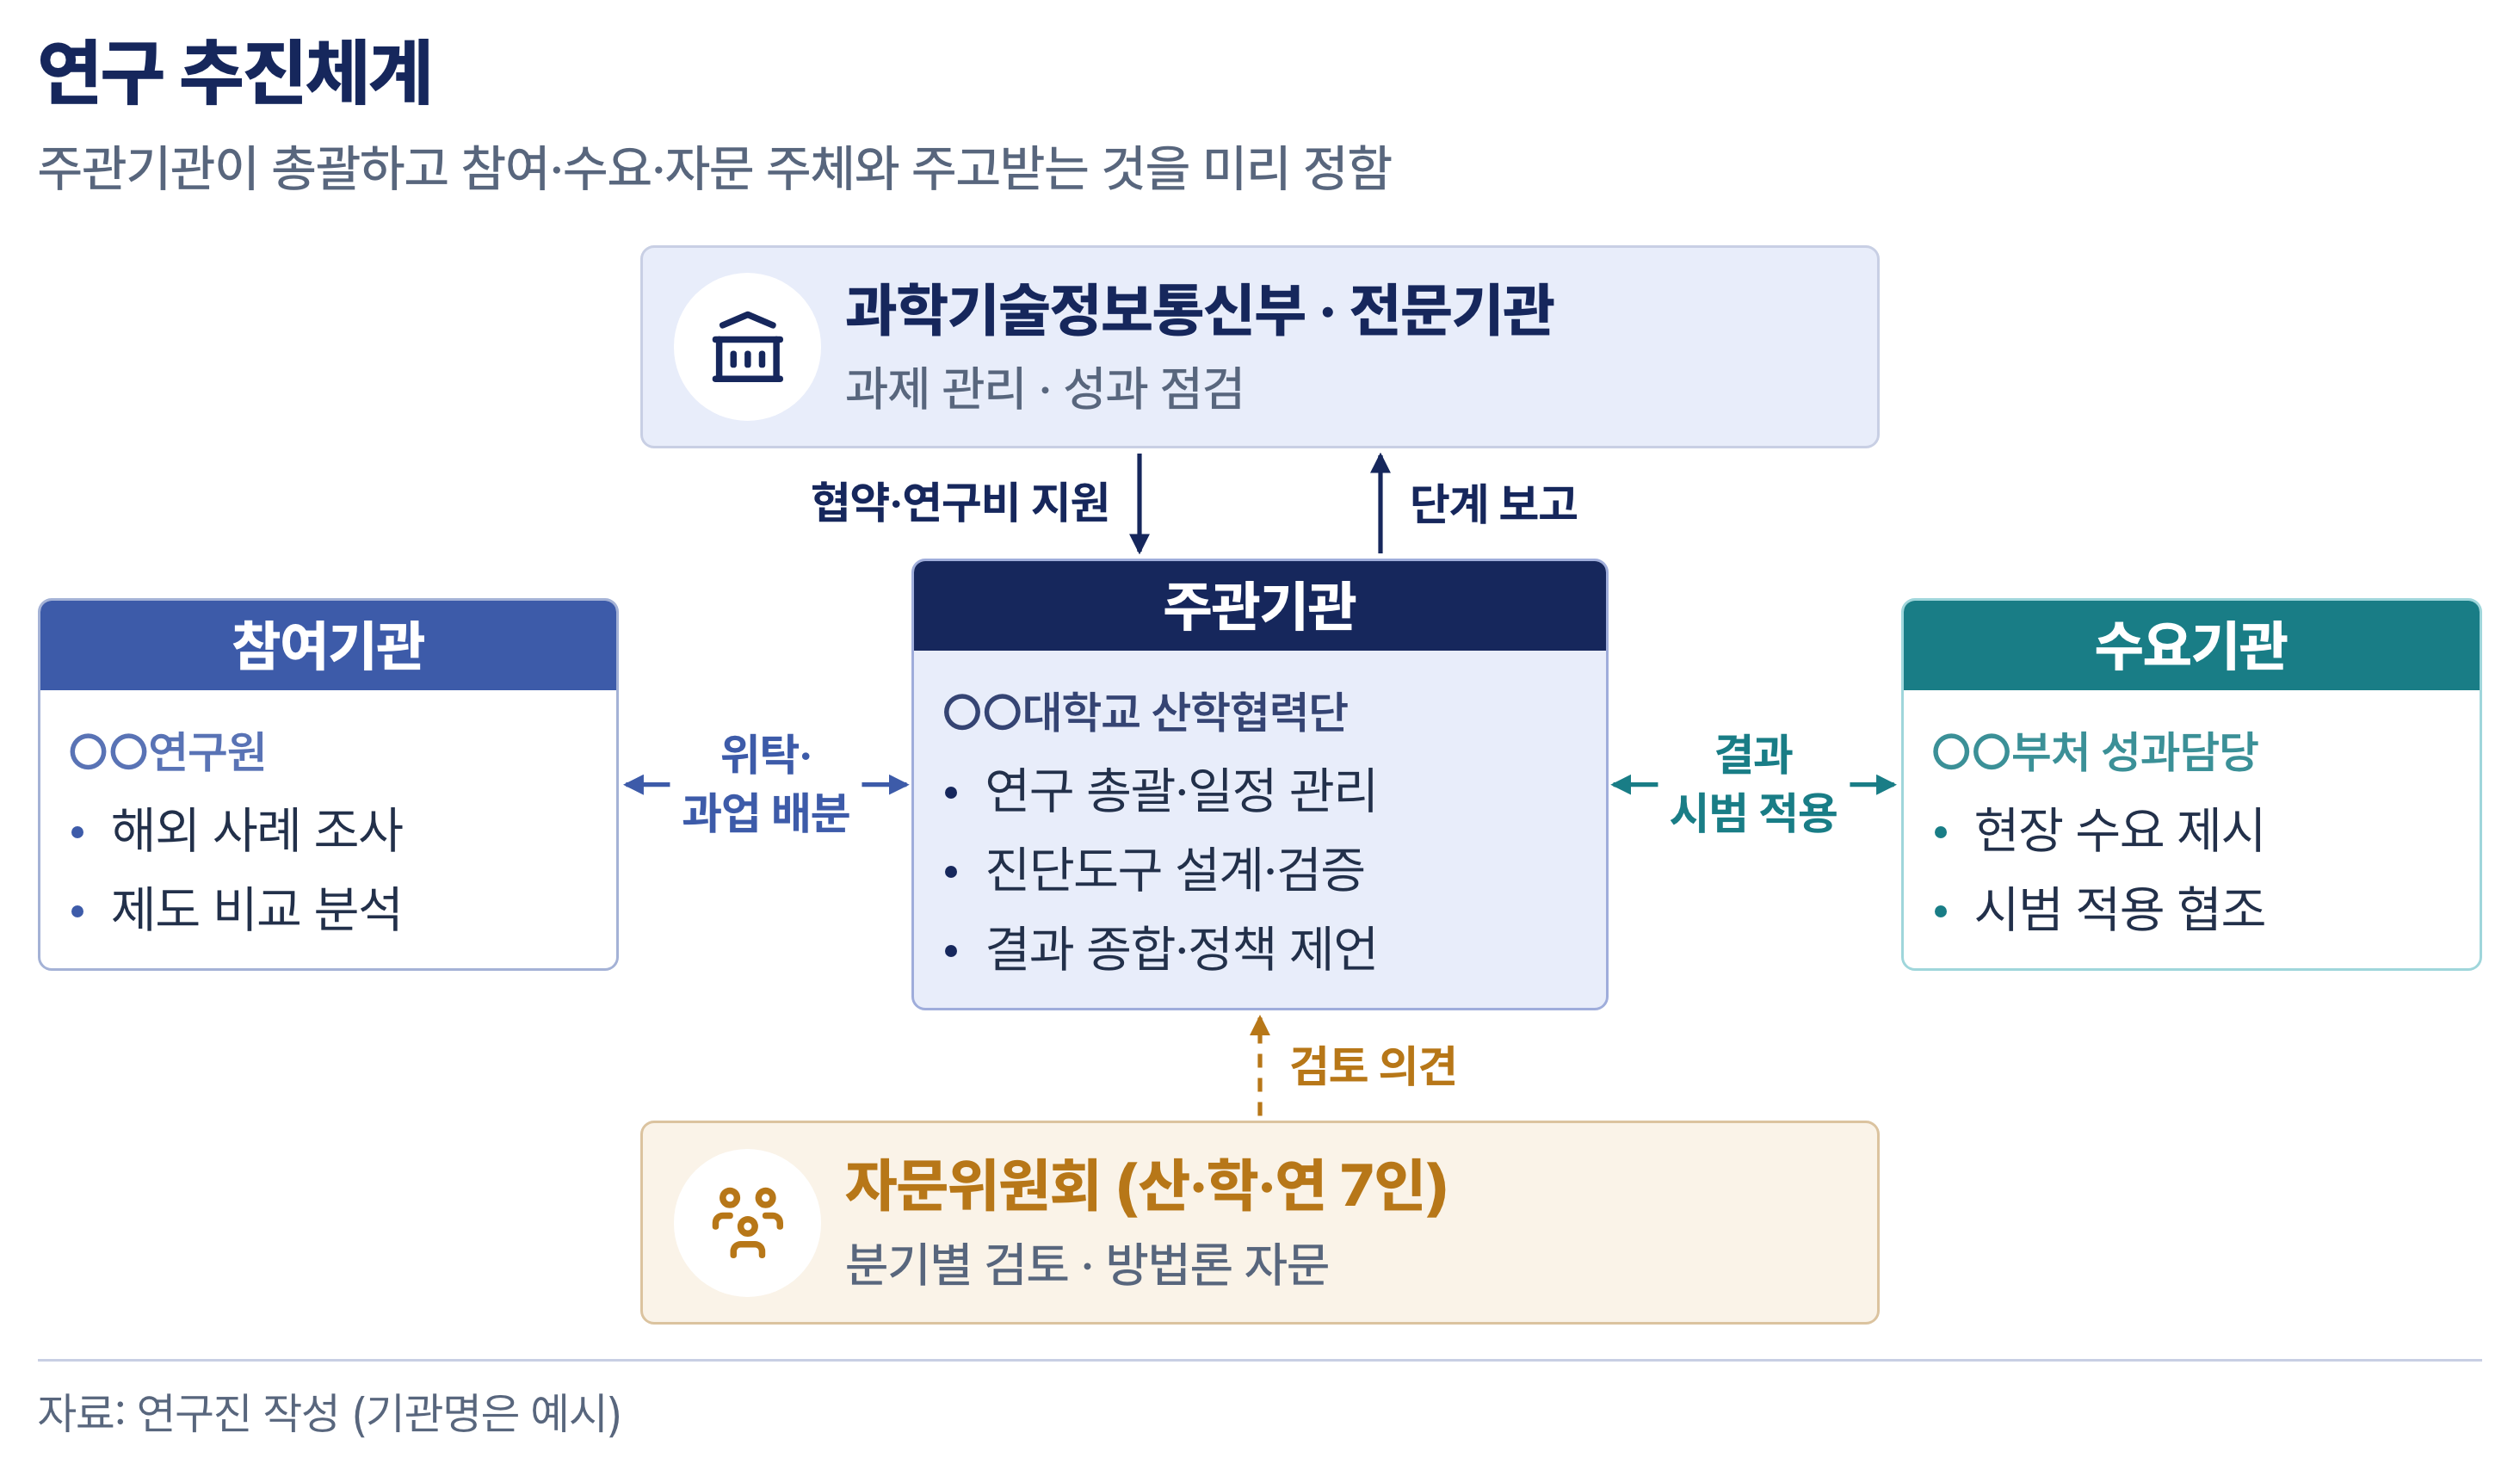 연구 추진체계
주관기관이 총괄하고 참여·수요·자문 주체와 주고받는 것을 미리 정함
과학기술정보통신부 · 전문기관
과제 관리 · 성과 점검
협약·연구비 지원
단계 보고
참여기관
○○연구원
• 해외 사례 조사
• 제도 비교 분석
위탁·
과업 배분
주관기관
○○대학교 산학협력단
• 연구 총괄·일정 관리
• 진단도구 설계·검증
• 결과 종합·정책 제언
결과
시범 적용
수요기관
○○부처 성과담당
• 현장 수요 제시
• 시범 적용 협조
검토 의견
자문위원회 (산·학·연 7인)
분기별 검토 · 방법론 자문
자료: 연구진 작성 (기관명은 예시)